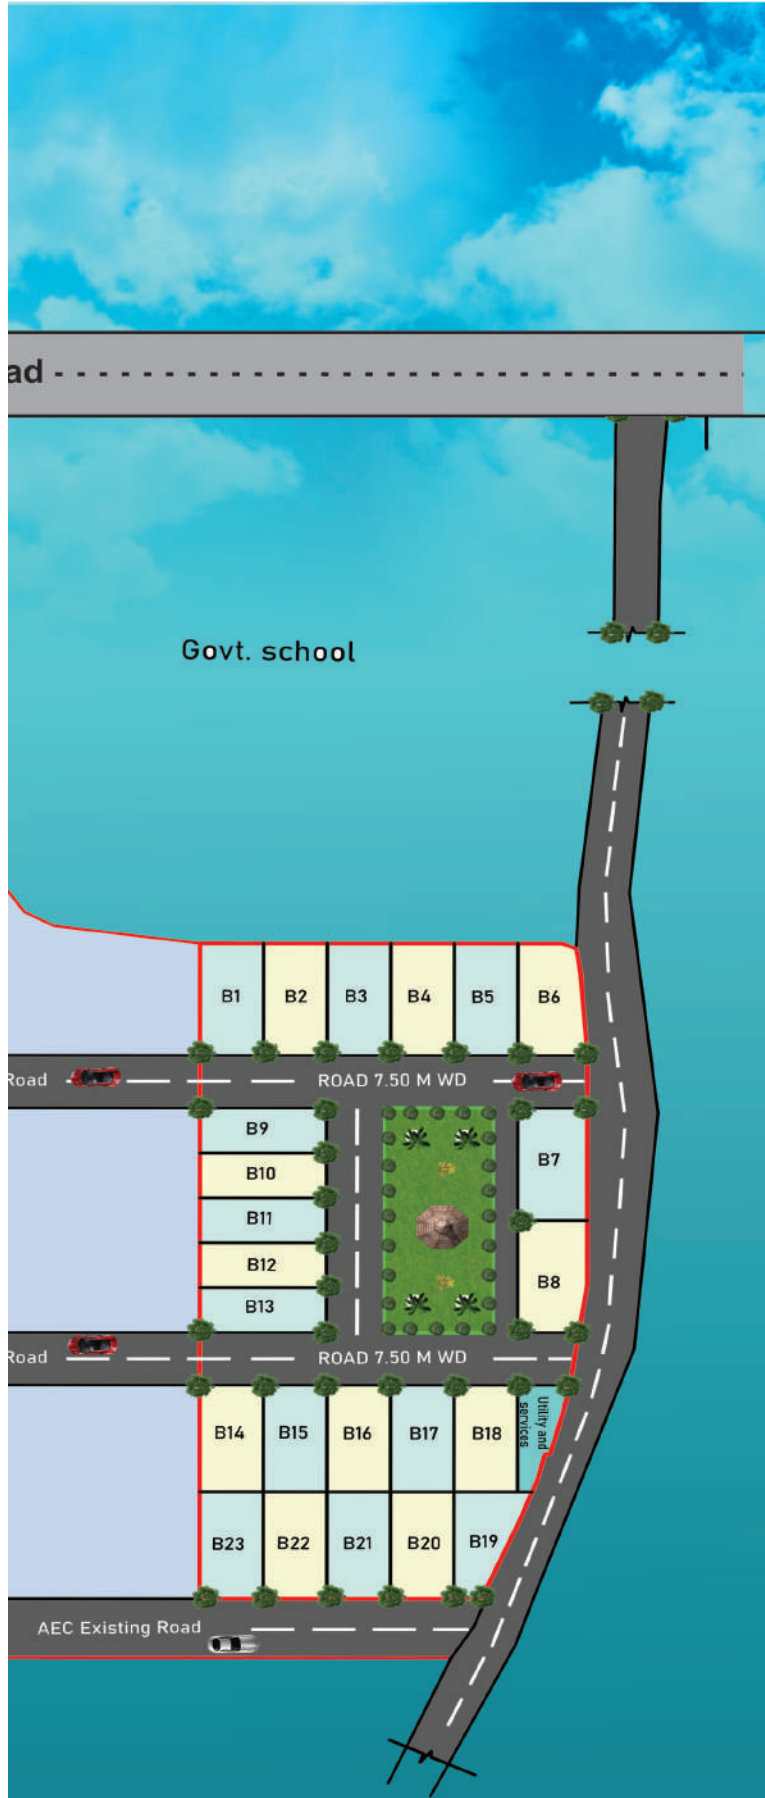 ad
Govt. school
B1 B2 B3 B4 B5 B6
Road ROAD 7.50 M WD
B9
B10
B11
B12
B13
B7
B8
Road ROAD 7.50 M WD
B14 B15 B16 B17 B18
Utility and
services
B23 B22 B21 B20 B19
AEC Existing Road